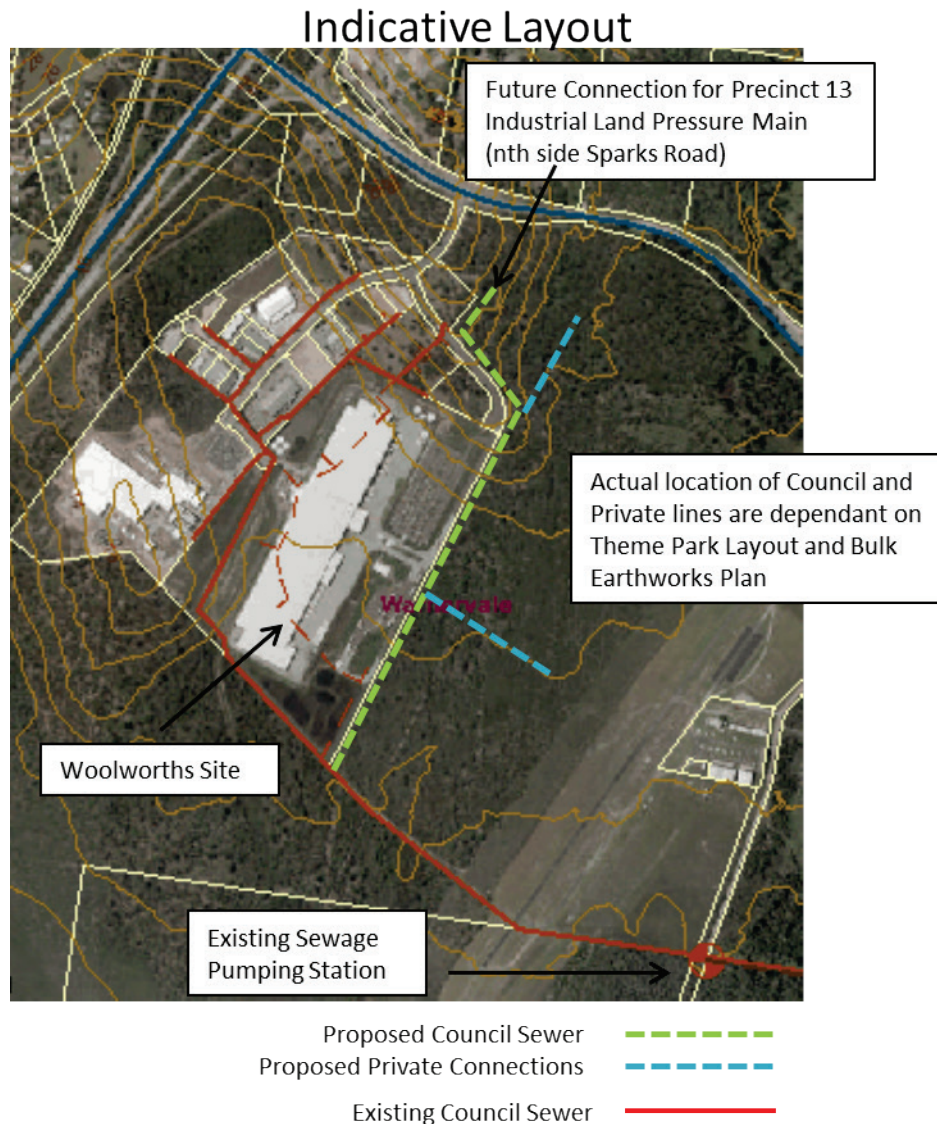 Indicative Layout
Future Connection for Precinct 13
Industrial Land Pressure Main
(nth side Sparks Road)
Actual location of Council and
Private lines are dependant on
Theme Park Layout and Bulk
Earthworks Plan
Woolworths Site
Existing Sewage
Pumping Station
Proposed Council Sewer
Proposed Private Connections
Existing Council Sewer